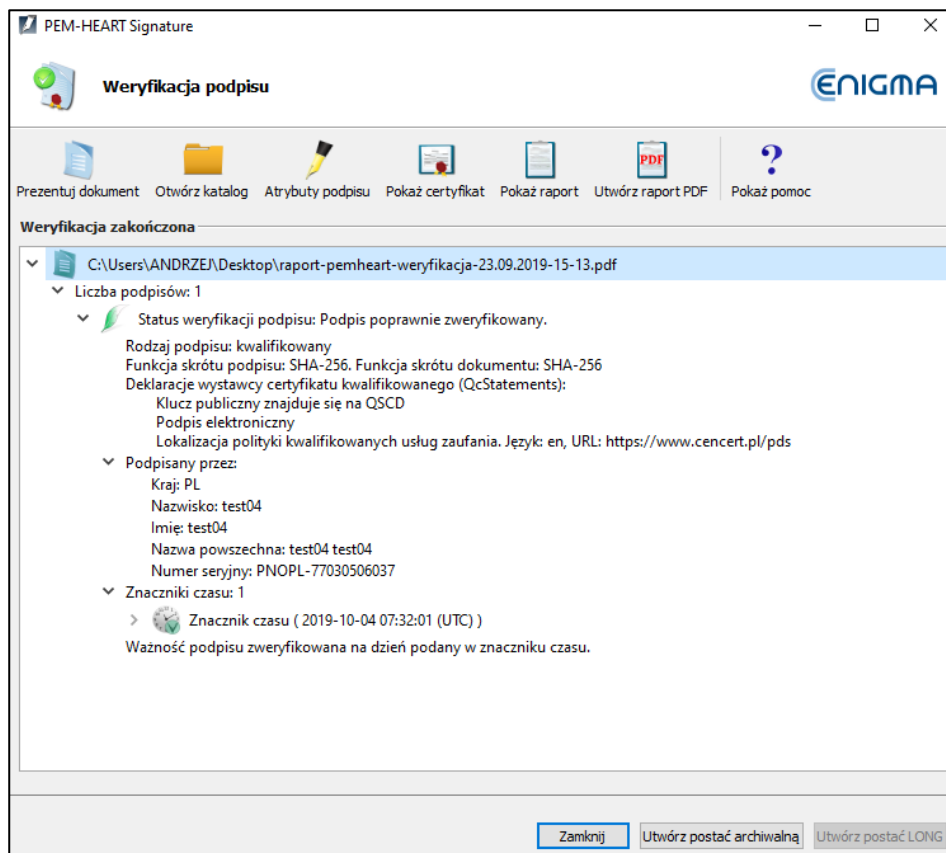 PEM-HEART Signature
Weryfikacja podpisu
ENIGMA
Prezentuj dokument
Otwórz katalog
Atrybuty podpisu
Pokaż certyfikat
Pokaż raport
PDF
Utwórz raport PDF
?
Pokaż pomoc
Weryfikacja zakończona
C:\Users\ANDRZEJ\Desktop\raport-pemheart-weryfikacja-23.09.2019-15-13.pdf
Liczba podpisów: 1
Status weryfikacji podpisu: Podpis poprawnie zweryfikowany.
Rodzaj podpisu: kwalifikowany
Funkcja skrótu podpisu: SHA-256. Funkcja skrótu dokumentu: SHA-256
Deklaracje wystawcy certyfikatu kwalifikowanego (QcStatements):
Klucz publiczny znajduje się na QSCD
Podpis elektroniczny
Lokalizacja polityki kwalifikowanych usług zaufania. Język: en, URL: https://www.cencert.pl/pds
Podpisany przez:
Kraj: PL
Nazwisko: test04
Imię: test04
Nazwa powszechna: test04 test04
Numer seryjny: PNOPL-77030506037
Znaczniki czasu: 1
Znacznik czasu ( 2019-10-04 07:32:01 (UTC) )
Ważność podpisu zweryfikowana na dzień podany w znaczniku czasu.
Zamknij
Utwórz postać archiwalną
Utwórz postać LONG